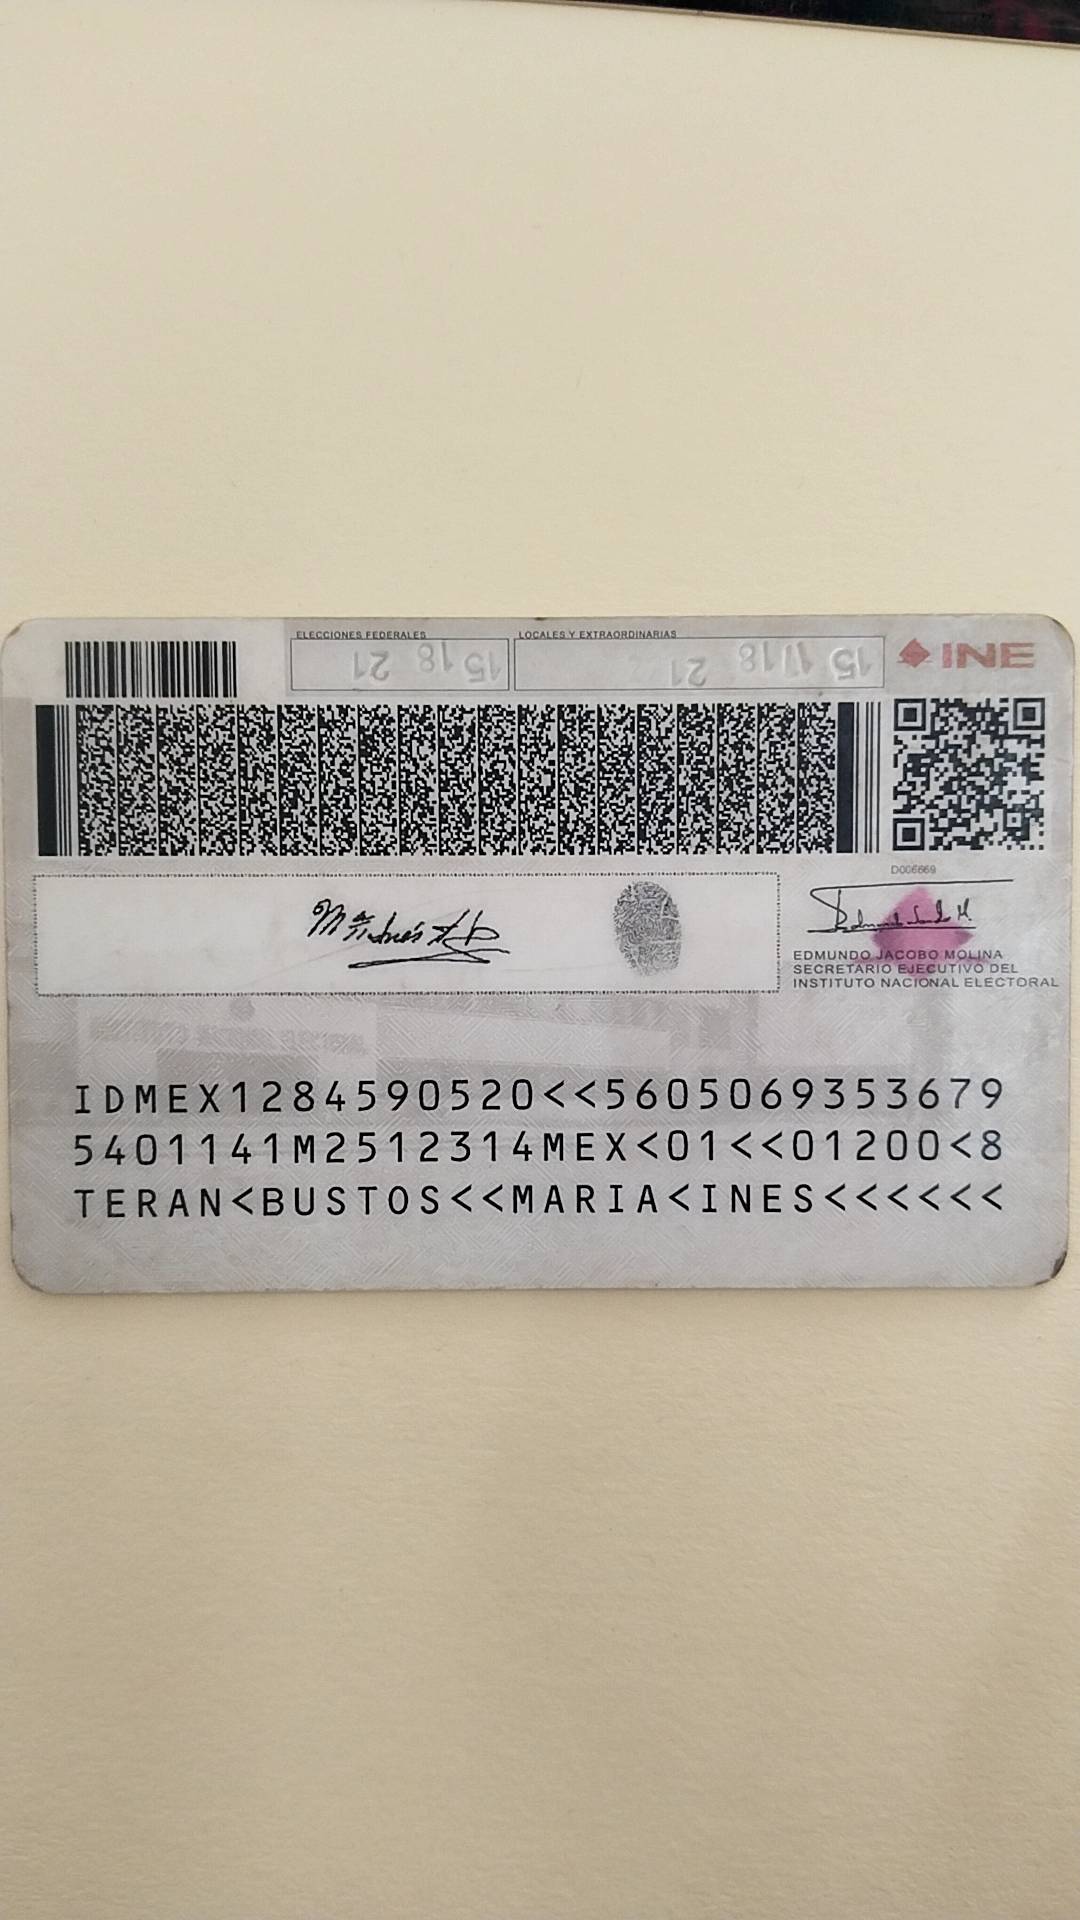 ELECCIONES FEDERALES
LOCALES Y EXTRAORDINARIAS
15 18 21
15 17 18 21
INE
D006669
EDMUNDO JACOBO MOLINA
SECRETARIO EJECUTIVO DEL
INSTITUTO NACIONAL ELECTORAL
IDMEX1284590520<<5605069353679
5401141M2512314MEX<01<<01200<8
TERAN<BUSTOS<<MARIA<INES<<<<<<